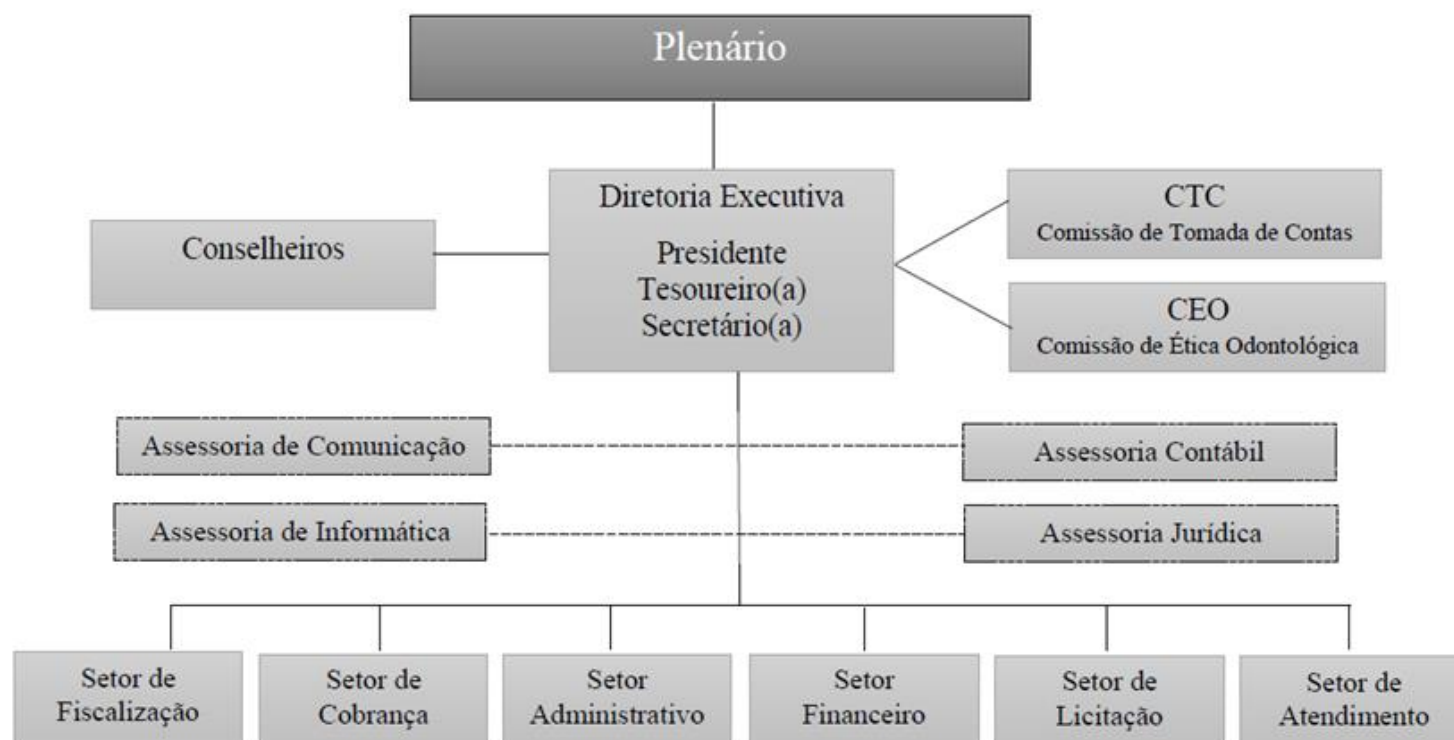 Plenário
Diretoria Executiva
Presidente
Tesoureiro(a)
Secretário(a)
Conselheiros
CTC
Comissão de Tomada de Contas
CEO
Comissão de Ética Odontológica
Assessoria de Comunicação
Assessoria Contábil
Assessoria de Informática
Assessoria Jurídica
Setor de
Fiscalização
Setor de
Cobrança
Setor
Administrativo
Setor
Financeiro
Setor de
Licitação
Setor de
Atendimento